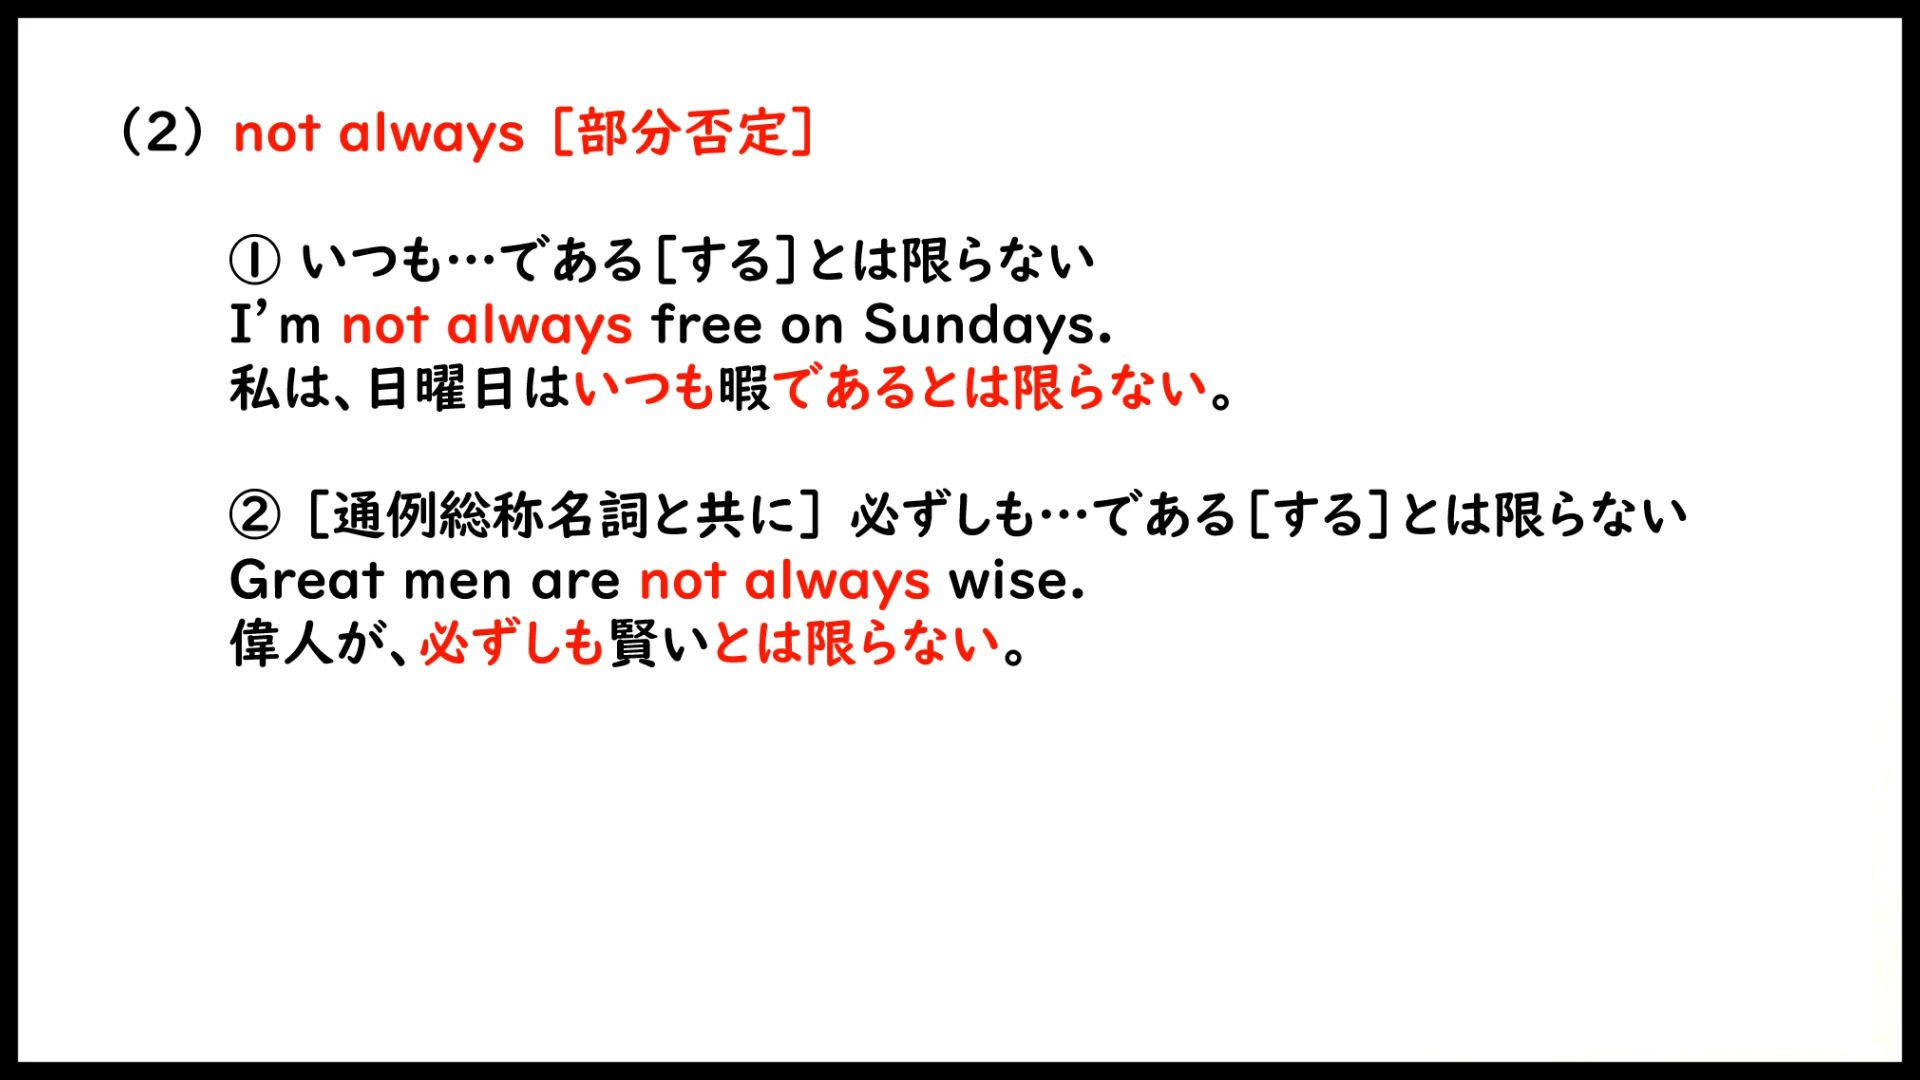 （2） not always［部分否定］
① いつも…である［する］とは限らない
I’m not always free on Sundays.
私は、日曜日はいつも暇であるとは限らない。
② ［通例総称名詞と共に］ 必ずしも…である［する］とは限らない
Great men are not always wise.
偉人が、必ずしも賢いとは限らない。